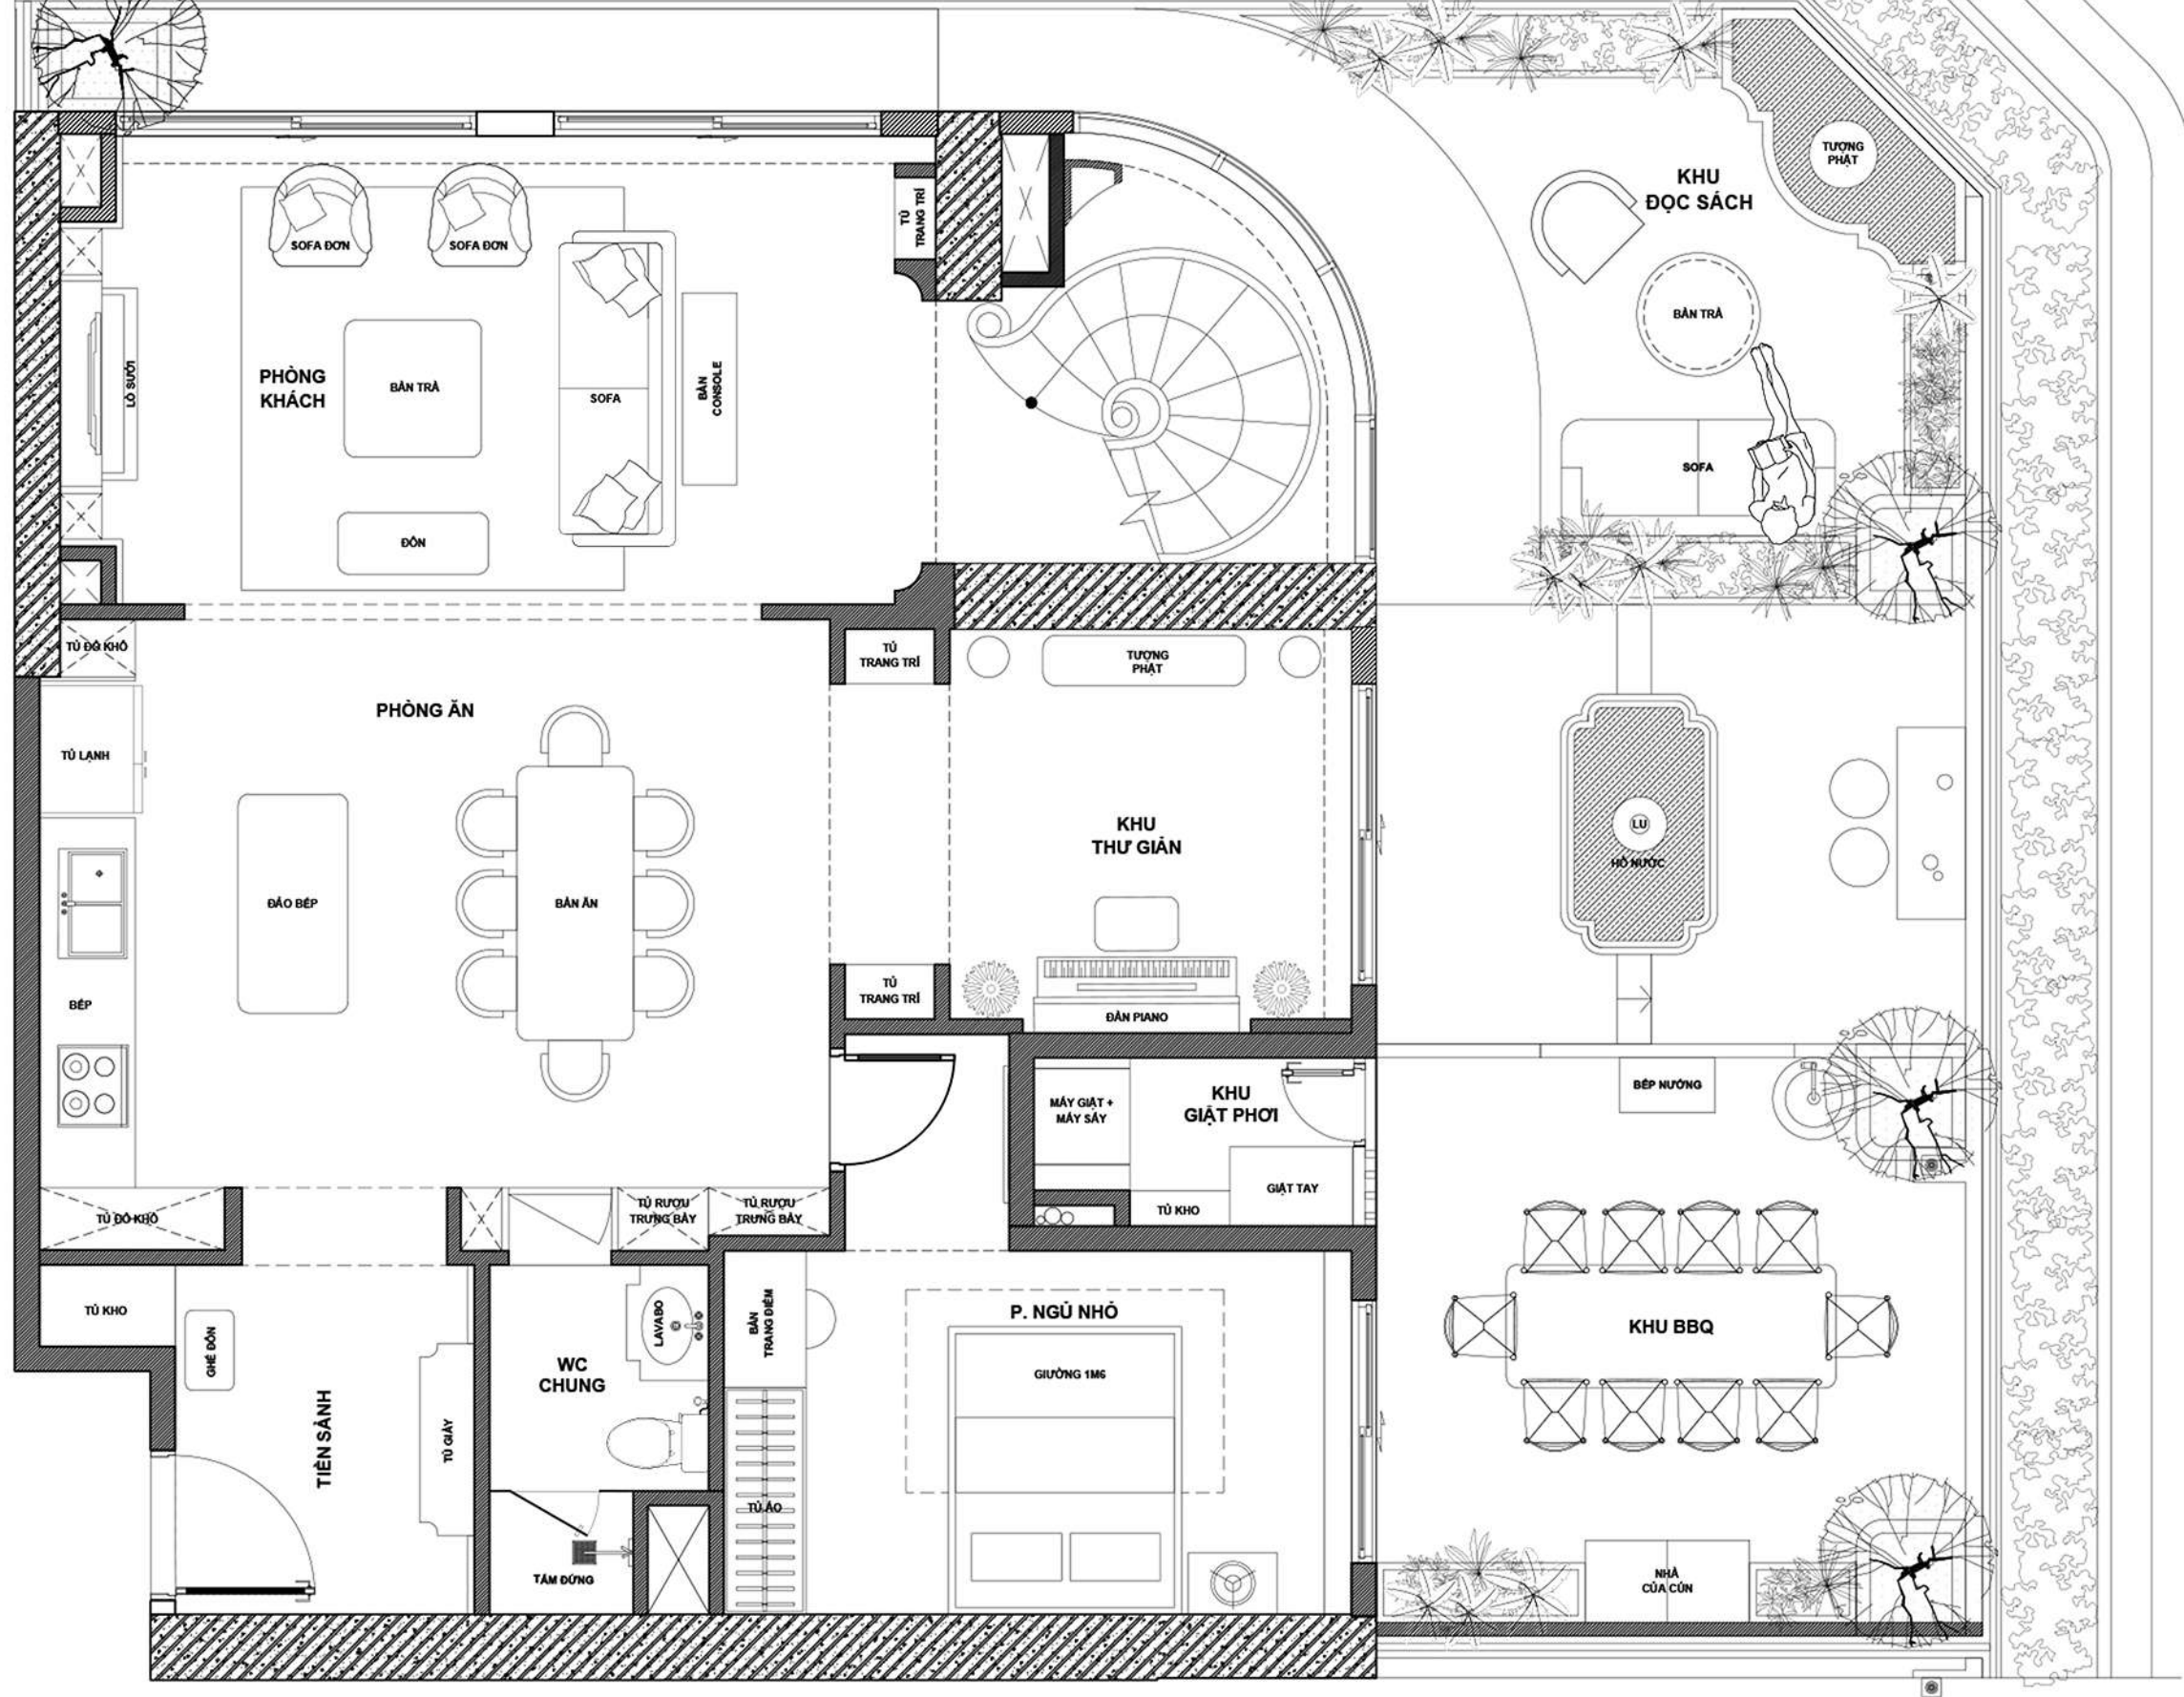 TƯỢNG
PHẬT
KHU
ĐỌC SÁCH
TỦ
TRANG TRÍ
SOFA ĐƠN
SOFA ĐƠN
BÀN TRÀ
LÒ SƯỞI
PHÒNG
KHÁCH
BÀN TRÀ
SOFA
BÀN
CONSOLE
SOFA
ĐÔN
TỦ ĐỒ KHÔ
TỦ
TRANG TRÍ
TƯỢNG
PHẬT
PHÒNG ĂN
TỦ LẠNH
KHU
THƯ GIÃN
LU
HỒ NƯỚC
ĐẢO BẾP
BÀN ĂN
BẾP
TỦ
TRANG TRÍ
ĐÀN PIANO
BẾP NƯỚNG
MÁY GIẶT +
MÁY SẤY
KHU
GIẶT PHƠI
GIẶT TAY
TỦ KHO
TỦ ĐỒ KHÔ
TỦ RƯỢU
TRƯNG BÀY
TỦ RƯỢU
TRƯNG BÀY
TỦ KHO
GHẾ ĐÔN
LAVABO
BÀN
TRANG ĐIỂM
P. NGỦ NHỎ
KHU BBQ
WC
CHUNG
GIƯỜNG 1M6
TIỀN SẢNH
TỦ GIÀY
TỦ ÁO
TẮM ĐỨNG
NHÀ
CỦA CÚN